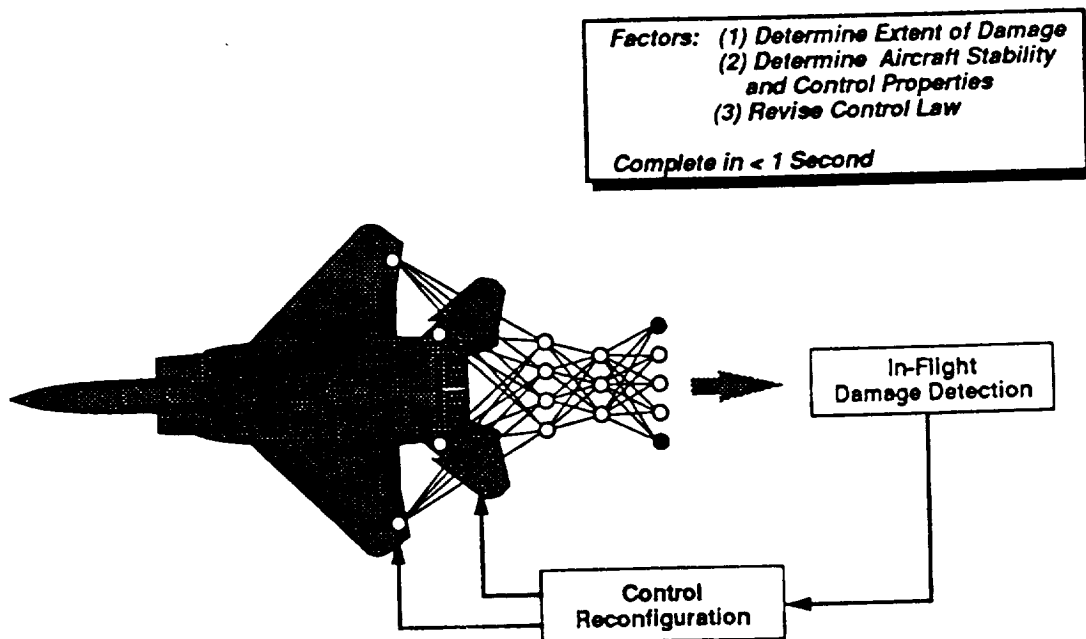 Factors: (1) Determine Extent of Damage
(2) Determine Aircraft Stability
and Control Properties
(3) Revise Control Law
Complete in < 1 Second
In-Flight
Damage Detection
Control
Reconfiguration